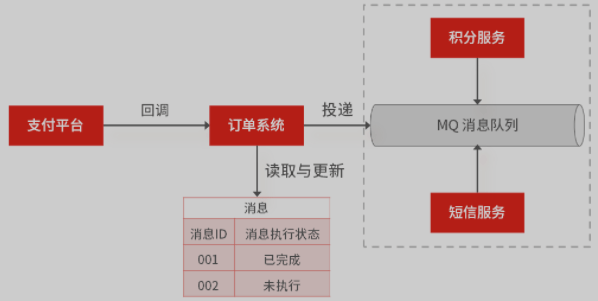 积分服务
支付平台
回调
订单系统
投递
MQ 消息队列
读取与更新
短信服务
消息
消息ID 消息执行状态
001 已完成
002 未执行